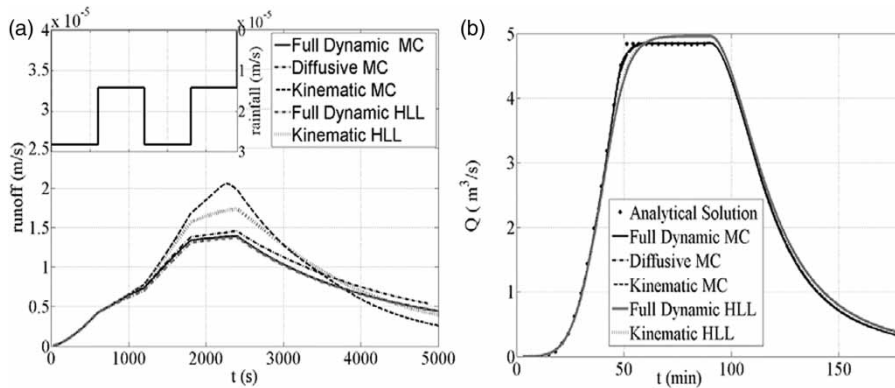 (a)
4 x 10^-5
3.5
3
2.5
2
1.5
1
0.5
0
runoff (m/s)
0 x 10^-5
1
2
3
rainfall (m/s)
Full Dynamic MC
Diffusive MC
Kinematic MC
Full Dynamic HLL
Kinematic HLL
0 1000 2000 3000 4000 5000
t (s)
(b)
5
4
3
2
1
0
Q ( m³/s)
Analytical Solution
Full Dynamic MC
Diffusive MC
Kinematic MC
Full Dynamic HLL
Kinematic HLL
0 50 100 150
t (min)